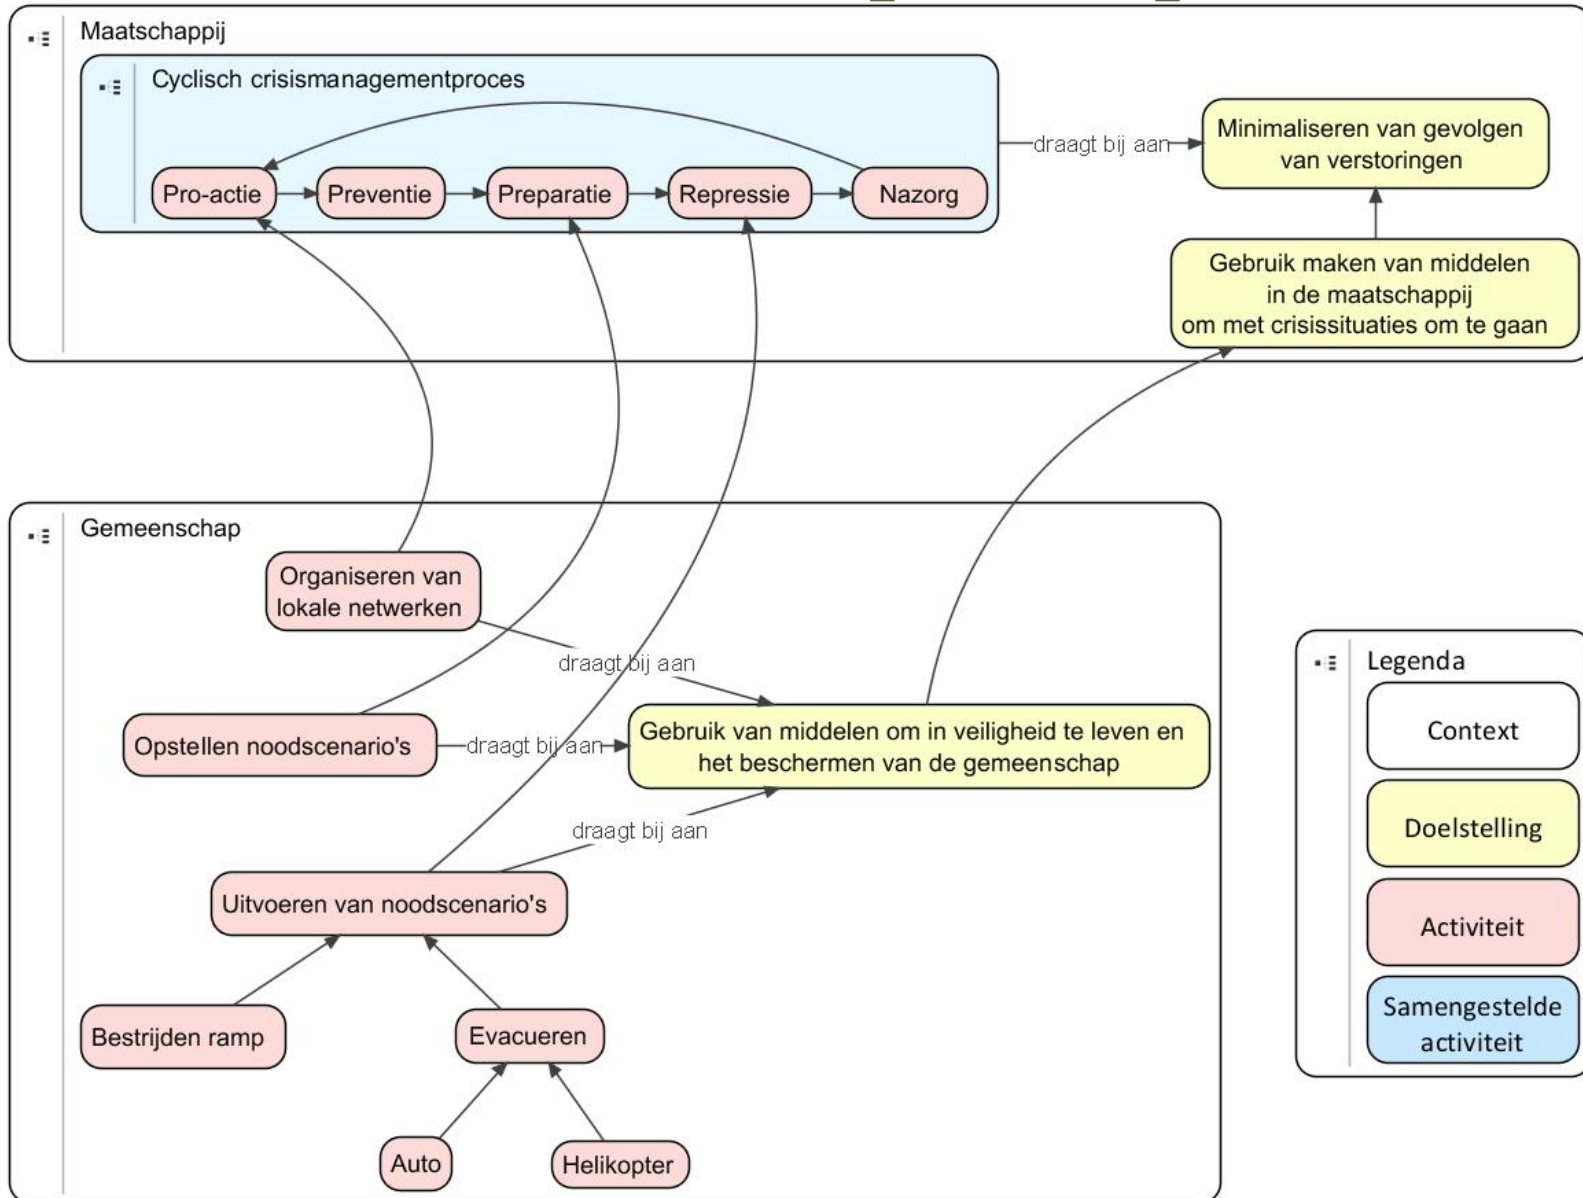 Maatschappij
Cyclisch crisismanagementproces
Pro-actie
Preventie
Preparatie
Repressie
Nazorg
draagt bij aan
Minimaliseren van gevolgen
van verstoringen
Gebruik maken van middelen
in de maatschappij
om met crisissituaties om te gaan
Gemeenschap
Organiseren van
lokale netwerken
draagt bij aan
Opstellen noodscenario's
draagt bij aan
Gebruik van middelen om in veiligheid te leven en
het beschermen van de gemeenschap
draagt bij aan
Uitvoeren van noodscenario's
Bestrijden ramp
Evacueren
Auto
Helikopter
Legenda
Context
Doelstelling
Activiteit
Samengestelde
activiteit